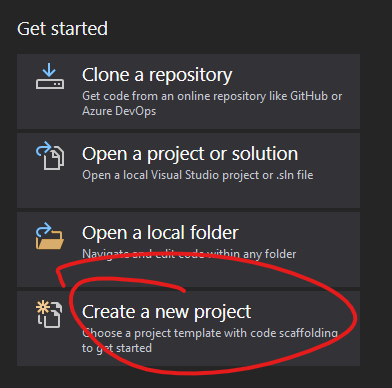 Get started
Clone a repository
Get code from an online repository like GitHub or
Azure DevOps
Open a project or solution
Open a local Visual Studio project or .sln file
Open a local folder
Navigate and edit code within any folder
Create a new project
Choose a project template with code scaffolding
to get started